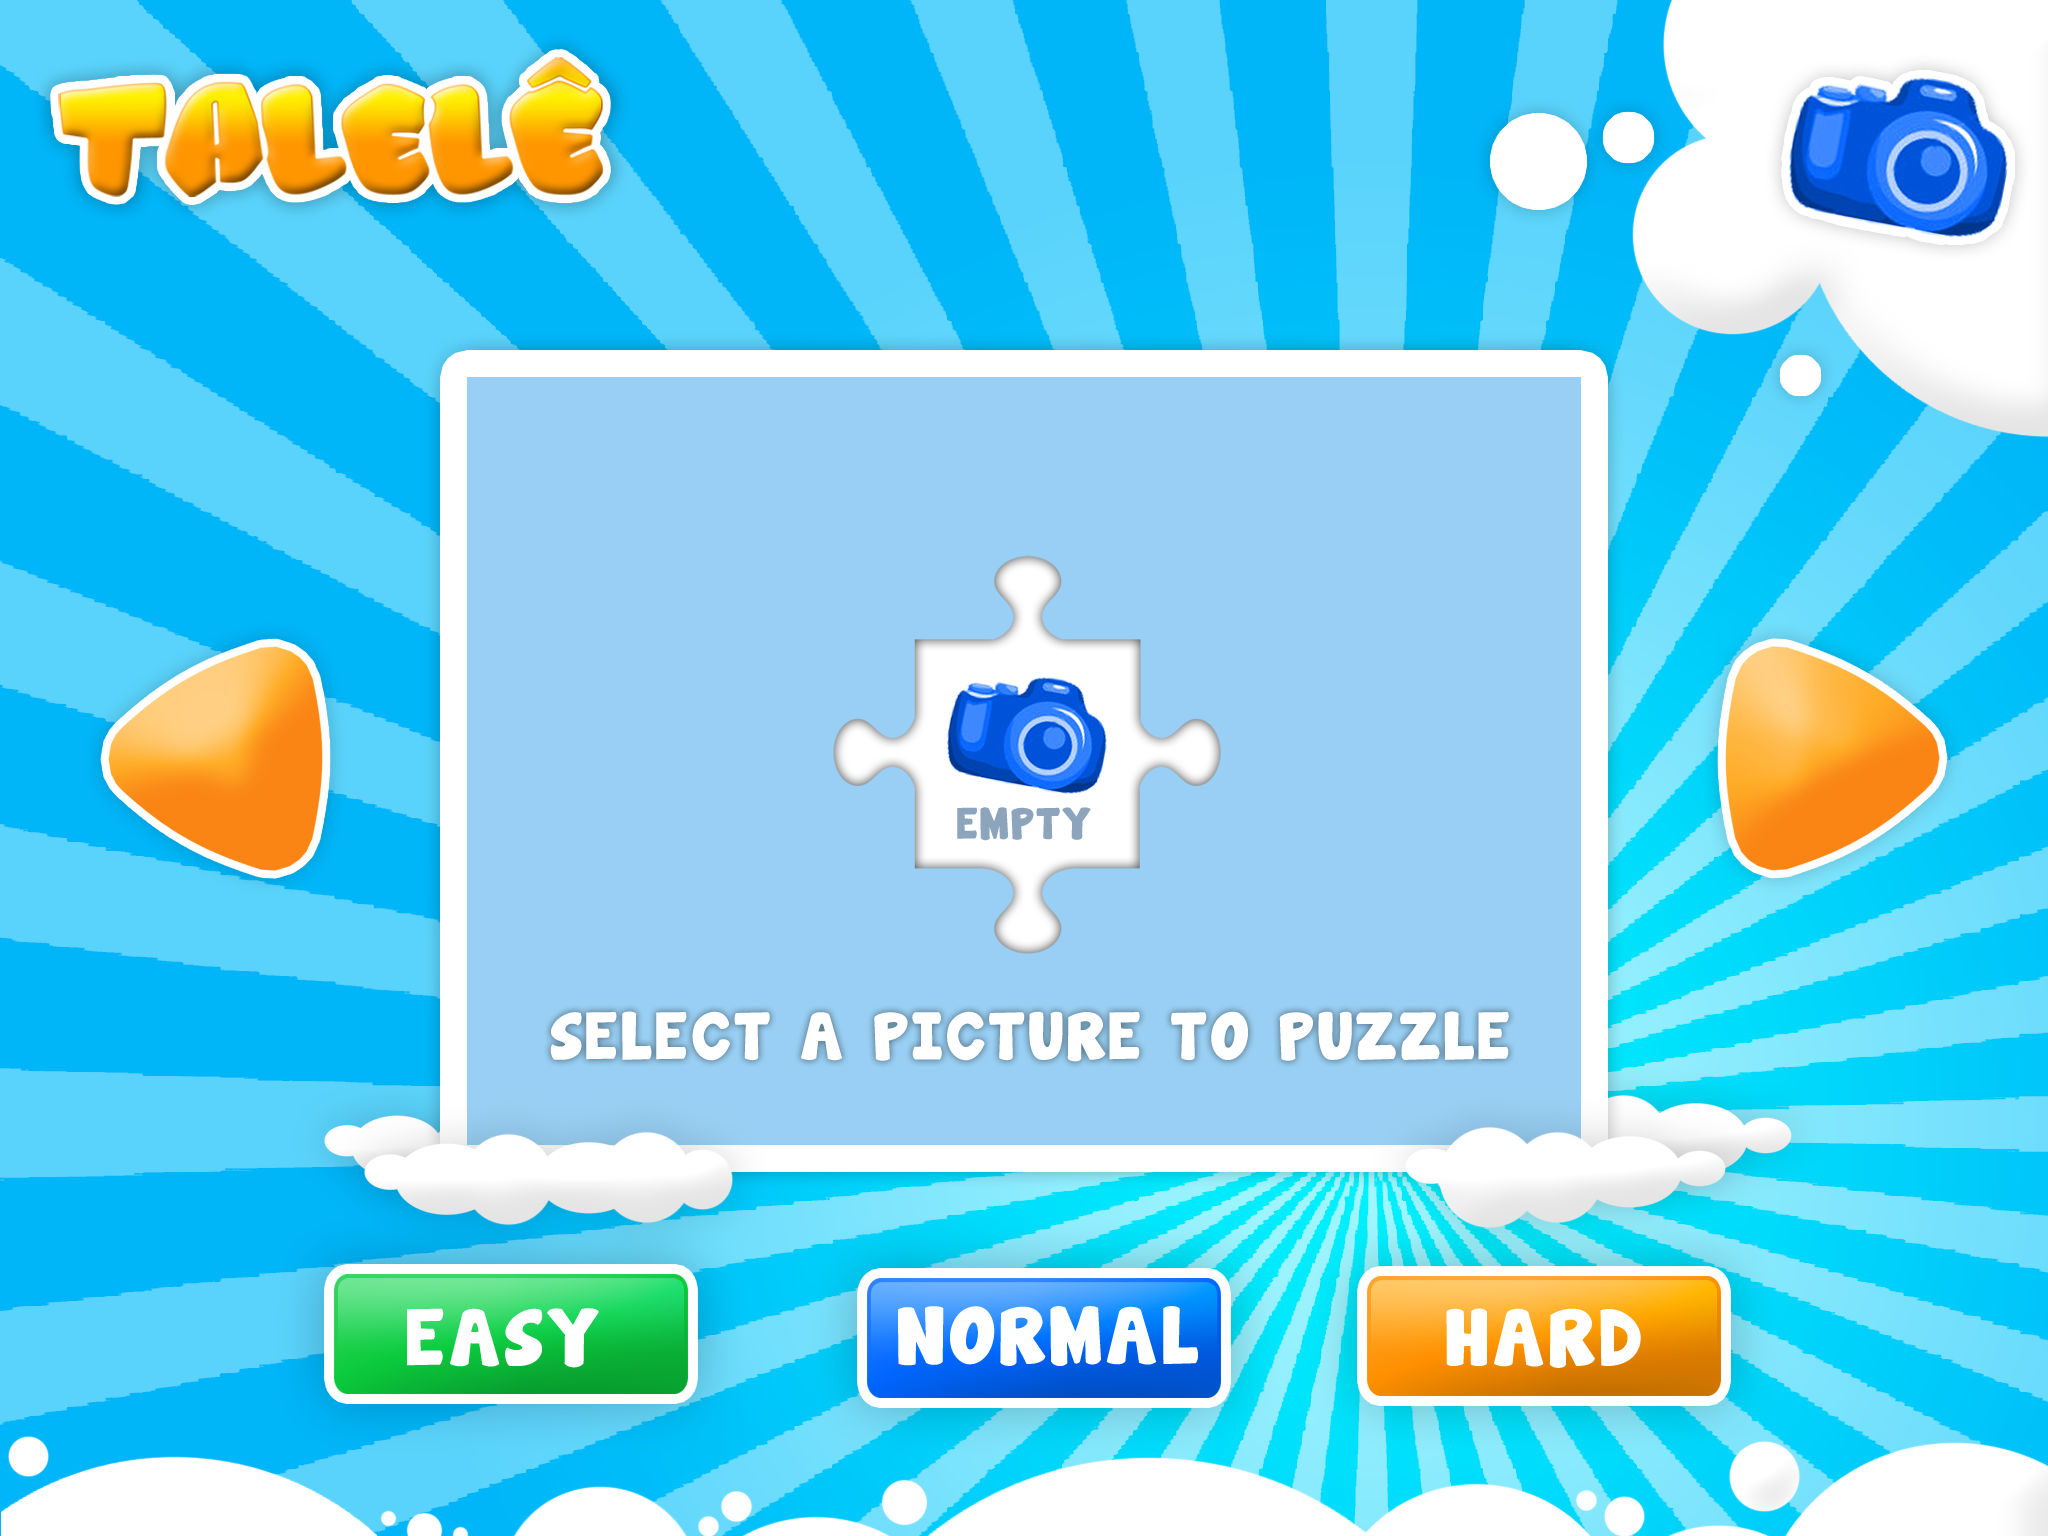 TALELÊ
EMPTY
SELECT A PICTURE TO PUZZLE
EASY
NORMAL
HARD